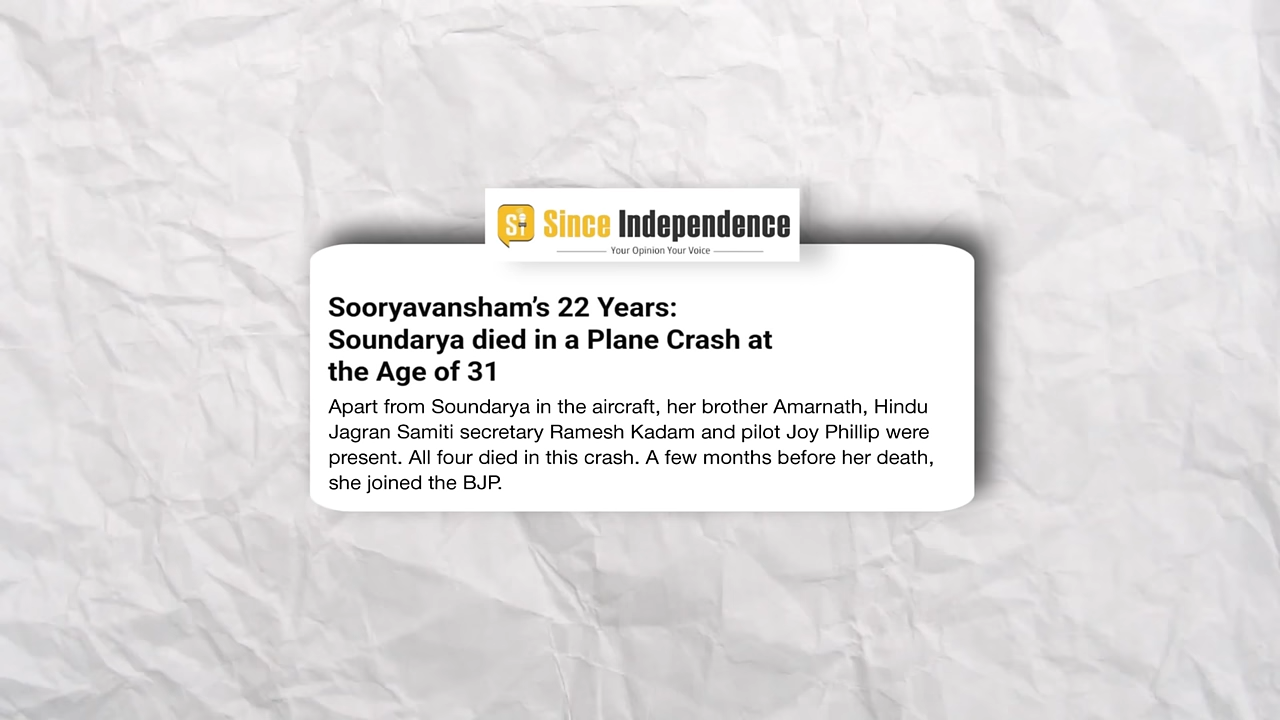 Si
Since Independence
Your Opinion Your Voice
Sooryavansham’s 22 Years:
Soundarya died in a Plane Crash at
the Age of 31
Apart from Soundarya in the aircraft, her brother Amarnath, Hindu
Jagran Samiti secretary Ramesh Kadam and pilot Joy Phillip were
present. All four died in this crash. A few months before her death,
she joined the BJP.